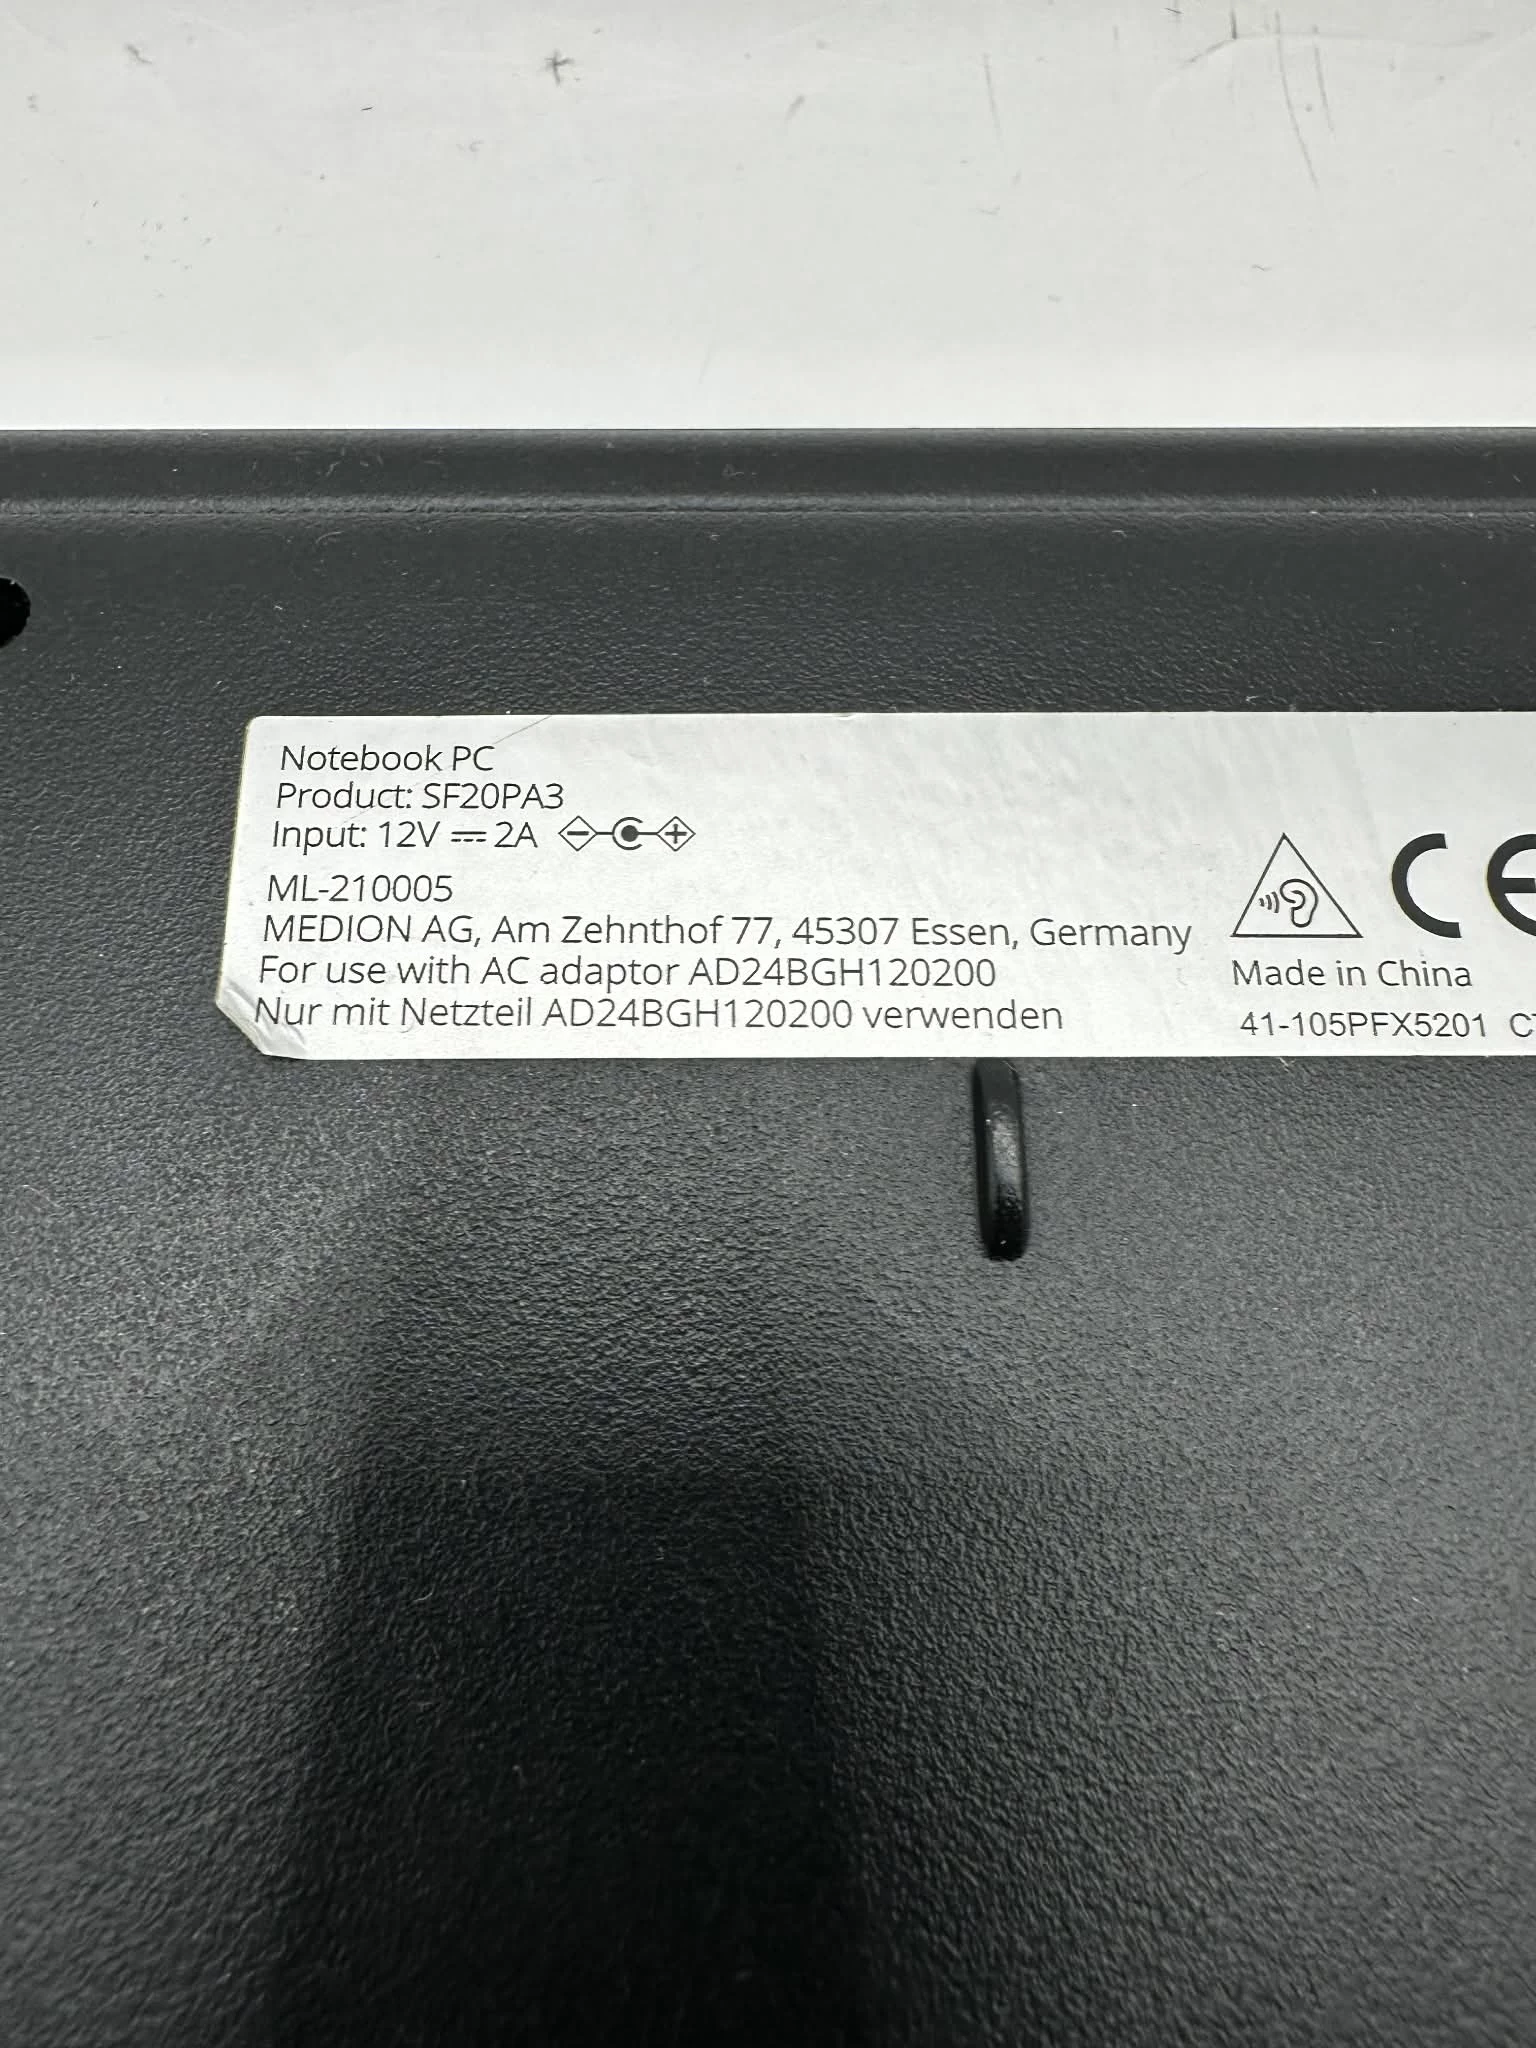 Notebook PC
Product: SF20PA3
Input: 12V ⎓ 2A
ML-210005
MEDION AG, Am Zehnthof 77, 45307 Essen, Germany
For use with AC adaptor AD24BGH120200
Nur mit Netzteil AD24BGH120200 verwenden
CE
Made in China
41-105PFX5201